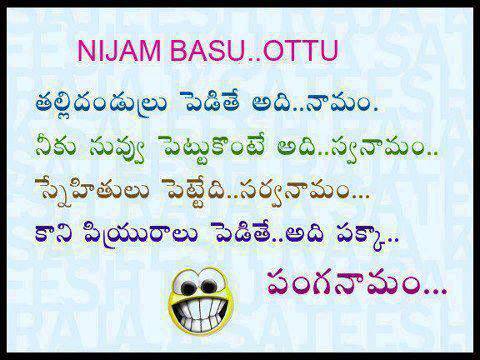 NIJAM BASU..OTTU
తల్లిదండ్రులు పెడితే అది..నామం.
నీకు నువ్వు పెట్టుకొంటే అది..స్వనామం..
స్నేహితులు పెట్టేది..సర్వనామం...
కాని పియ్రురాలు పెడితే..అది పక్కా..
పంగనామం...